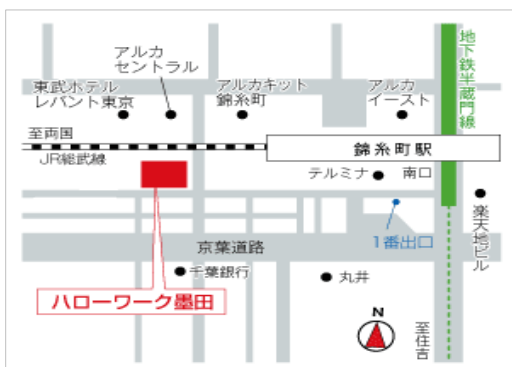 アルカ
セントラル
東武ホテル
レバント東京
アルカキット
錦糸町
アルカ
イースト
地下鉄半蔵門線
至両国
JR総武線
錦糸町駅
テルミナ
南口
楽天地ビル
1番出口
京葉道路
千葉銀行
丸井
ハローワーク墨田
N
至住吉